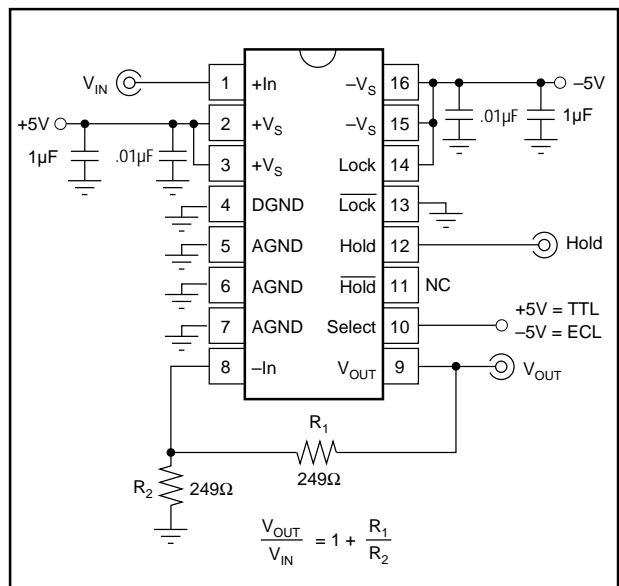 V_IN 1 +In –V_S 16 –5V
+5V 2 +V_S –V_S 15 .01µF 1µF
1µF .01µF 3 +V_S Lock 14
4 DGND L̅o̅c̅k̅ 13
5 AGND Hold 12 Hold
6 AGND H̅o̅l̅d̅ 11 NC
7 AGND Select 10 +5V = TTL
–5V = ECL
8 –In V_OUT 9 V_OUT
R_1
249Ω
R_2 249Ω
V_OUT / V_IN = 1 + R_1 / R_2